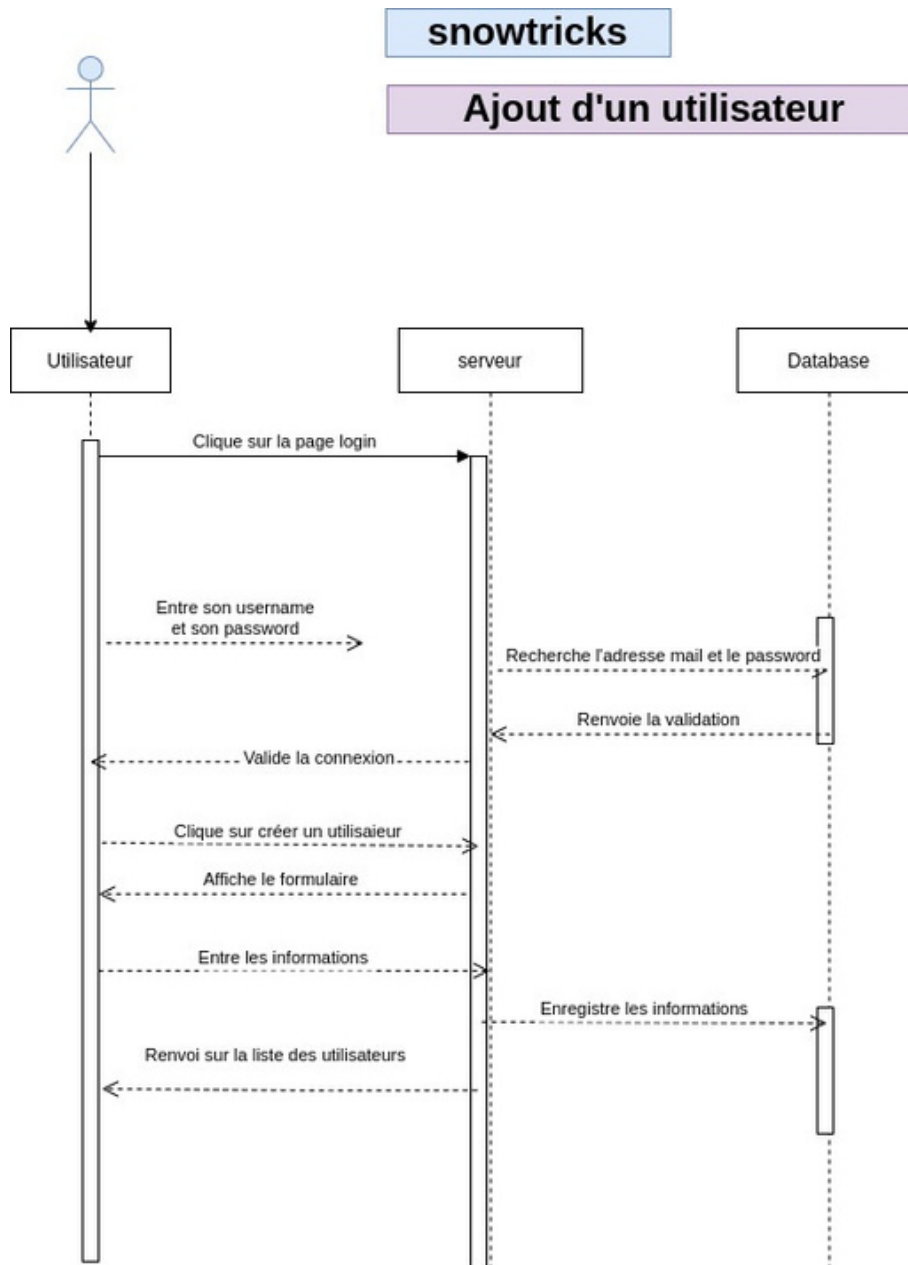 snowtricks
Ajout d'un utilisateur
Utilisateur
serveur
Database
Clique sur la page login
Entre son username
et son password
Recherche l'adresse mail et le password
Renvoie la validation
Valide la connexion
Clique sur créer un utilisaieur
Affiche le formulaire
Entre les informations
Enregistre les informations
Renvoi sur la liste des utilisateurs